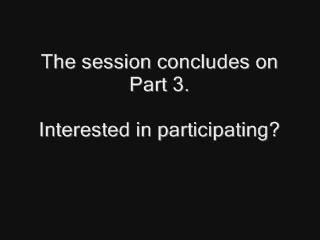 The session concludes on
Part 3.
Interested in participating?